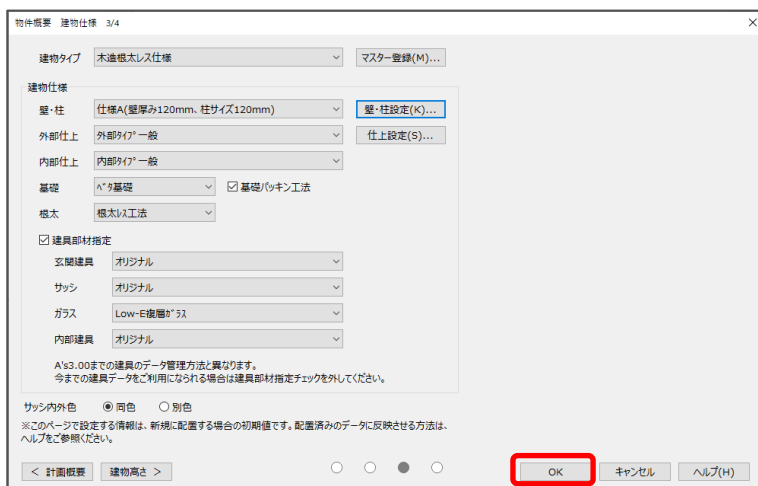 物件概要 建物仕様 3/4
建物タイプ 木造根太レス仕様 マスター登録(M)...
建物仕様
壁・柱 仕様A(壁厚み120mm、柱サイズ120mm) 壁・柱設定(K)...
外部仕上 外部ﾀｲﾌﾟ一般 仕上設定(S)...
内部仕上 内部ﾀｲﾌﾟ一般
基礎 ﾍﾞﾀ基礎 基礎パッキン工法
根太 根太ﾚｽ工法
建具部材指定
玄関建具 オリジナル
サッシ オリジナル
ガラス Low-E複層ｶﾞﾗｽ
内部建具 オリジナル
A's3.00までの建具のデータ管理方法と異なります。
今までの建具データをご利用になられる場合は建具部材指定チェックを外してください。
サッシ内外色 同色 別色
※このページで設定する情報は、新規に配置する場合の初期値です。配置済みのデータに反映させる方法は、
ヘルプをご参照ください。
< 計画概要 建物高さ > OK キャンセル ヘルプ(H)